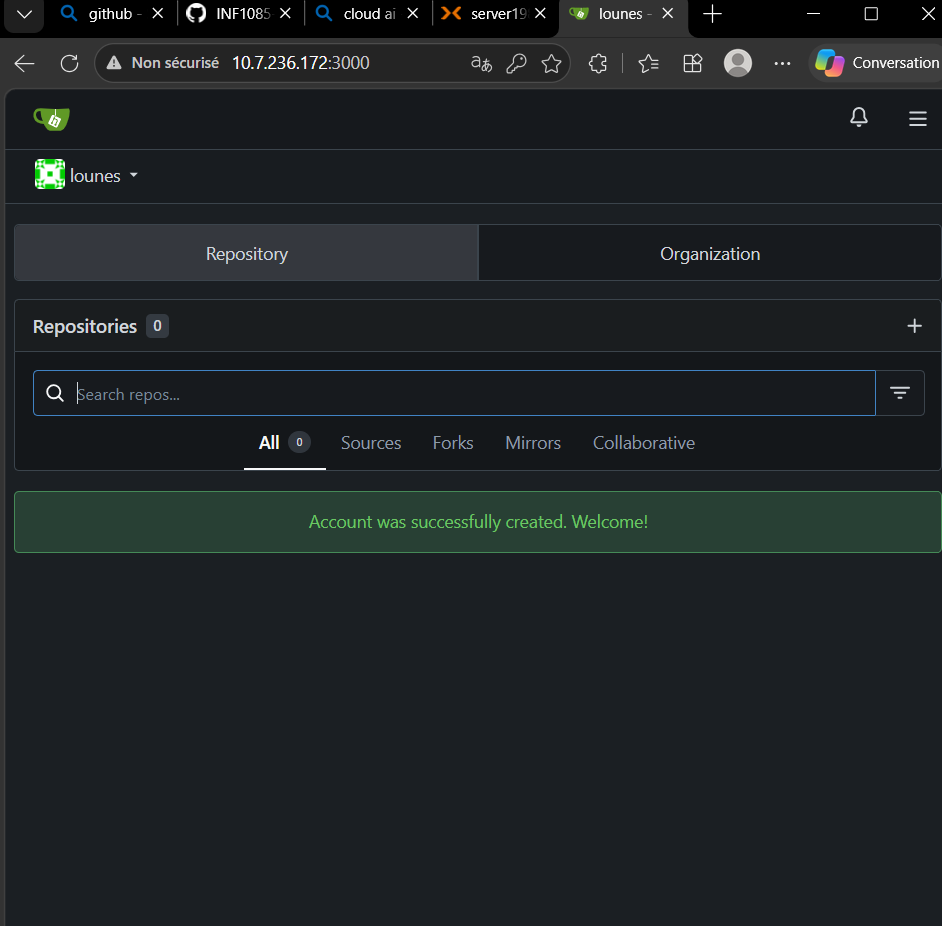 github - INF1085 cloud ai server19 lounes -
Non sécurisé 10.7.236.172:3000 Conversation
lounes
Repository Organization
Repositories 0
Search repos...
All 0 Sources Forks Mirrors Collaborative
Account was successfully created. Welcome!